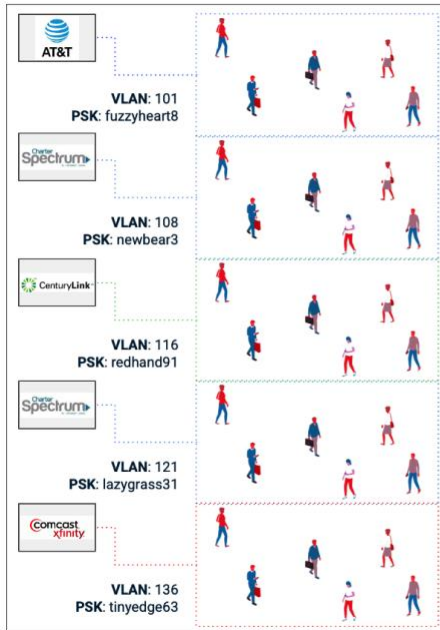 AT&T
VLAN: 101
PSK: fuzzyheart8
Charter
Spectrum
VLAN: 108
PSK: newbear3
CenturyLink
VLAN: 116
PSK: redhand91
Charter
Spectrum
VLAN: 121
PSK: lazygrass31
comcast
xfinity
VLAN: 136
PSK: tinyedge63